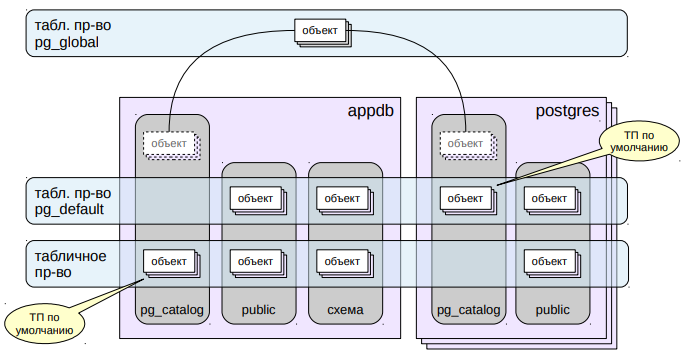 табл. пр-во
pg_global
объект
appdb
postgres
объект
объект
ТП по
умолчанию
табл. пр-во
pg_default
объект
объект
объект
объект
табличное
пр-во
объект
объект
объект
объект
ТП по
умолчанию
pg_catalog
public
схема
pg_catalog
public